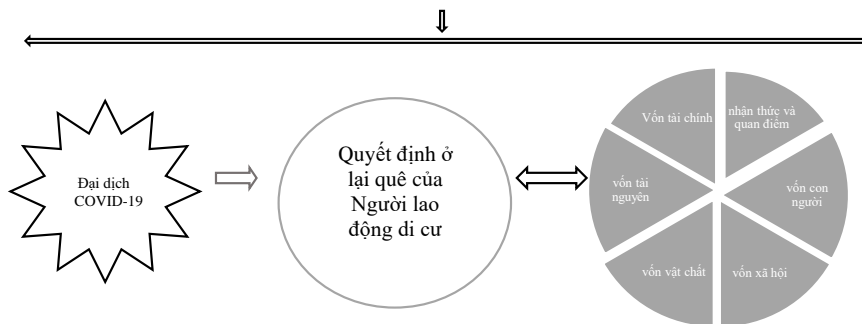 Đại dịch
COVID-19
Quyết định ở
lại quê của
Người lao
động di cư
Vốn tài chính
nhận thức và
quan điểm
vốn tài
nguyên
vốn con
người
vốn vật chất
vốn xã hội